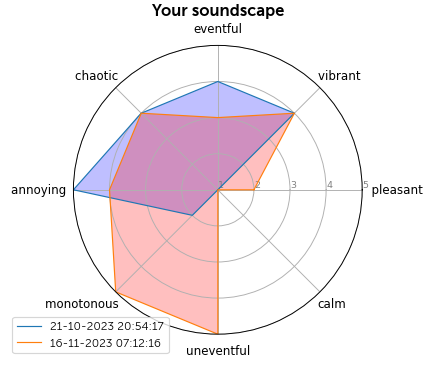 Your soundscape
eventful
chaotic
vibrant
annoying
1
2
3
4
5
pleasant
monotonous
calm
21-10-2023 20:54:17
16-11-2023 07:12:16
uneventful